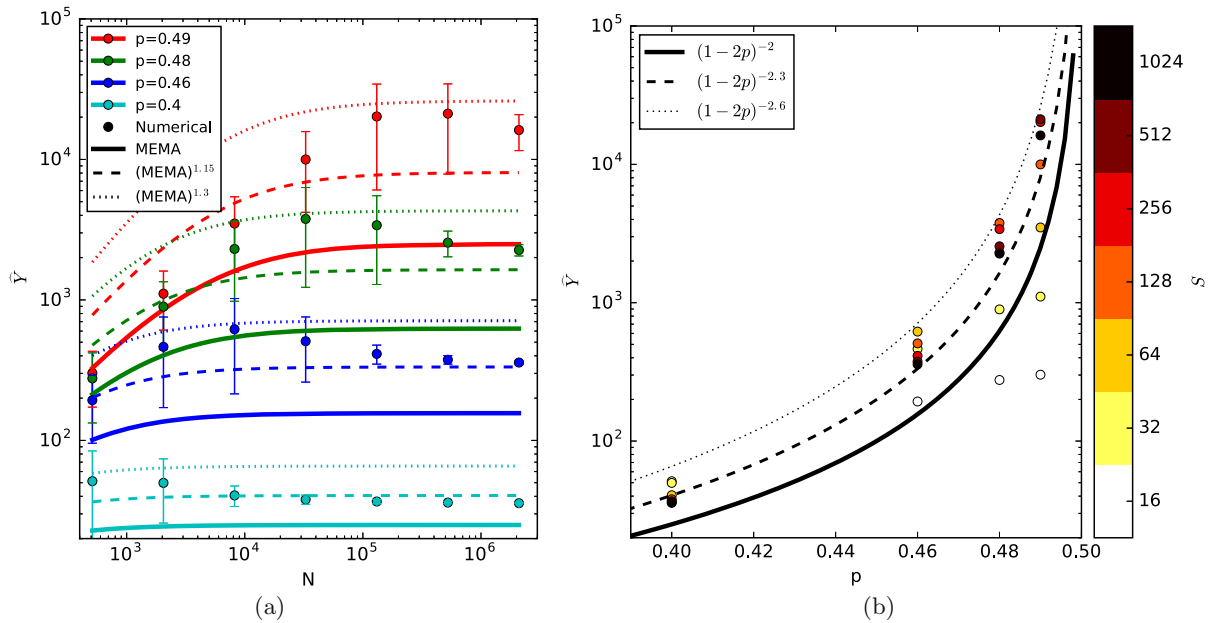 p=0.49
p=0.48
p=0.46
p=0.4
Numerical
MEMA
(MEMA)^{1.15}
(MEMA)^{1.3}
10^5
10^4
10^3
10^2
Ŷ
10^3 10^4 10^5 10^6
N
(a)
(1 − 2p)^{−2}
(1 − 2p)^{−2.3}
(1 − 2p)^{−2.6}
10^5
10^4
10^3
10^2
Ŷ
0.40 0.42 0.44 0.46 0.48 0.50
p
(b)
1024
512
256
128
64
32
16
S